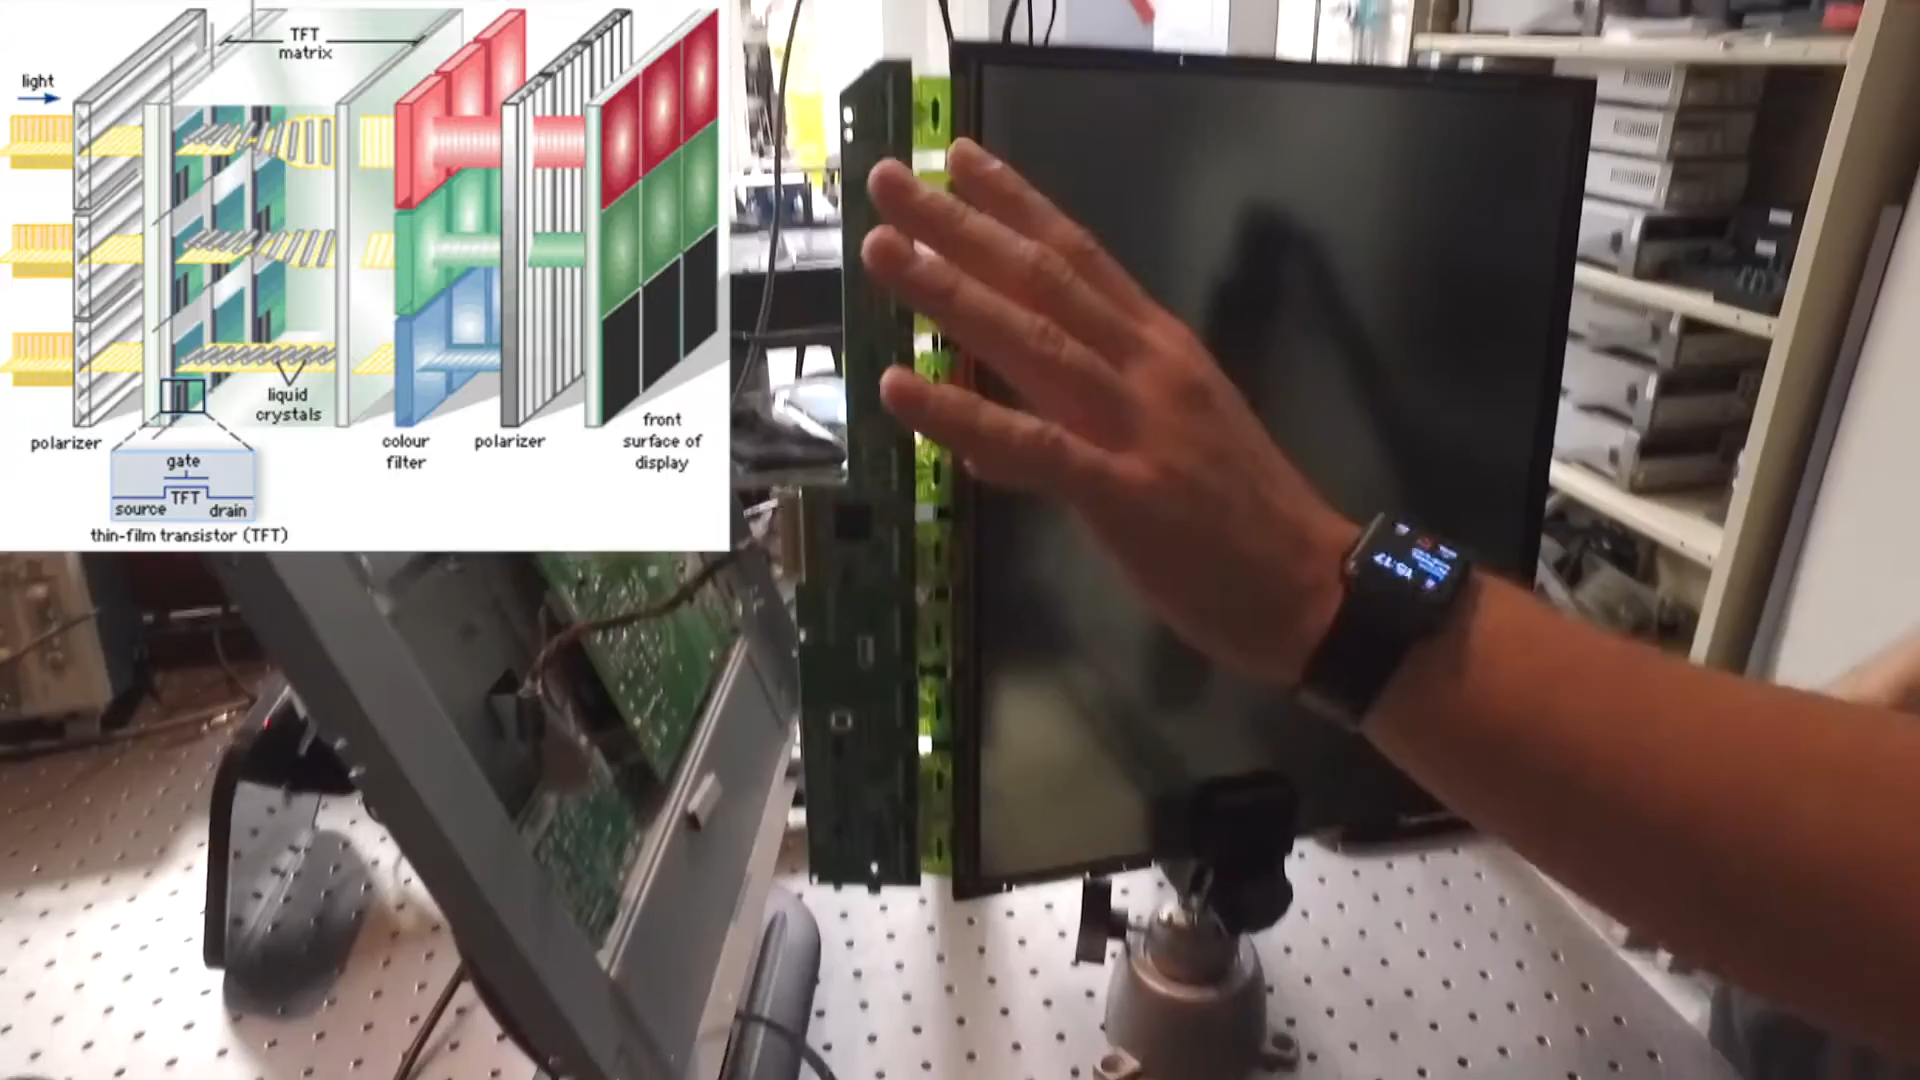 TFT
matrix
light
liquid
crystals
polarizer
colour
filter
polarizer
front
surface of
display
gate
TFT
source
drain
thin-film transistor (TFT)